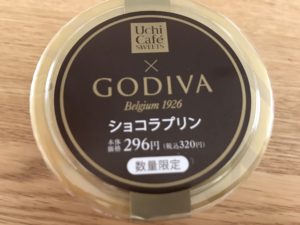 Uchi
Café
SWEETS
×
GODIVA
Belgium 1926
ショコラプリン
本体価格 296円 (税込320円)
数量限定